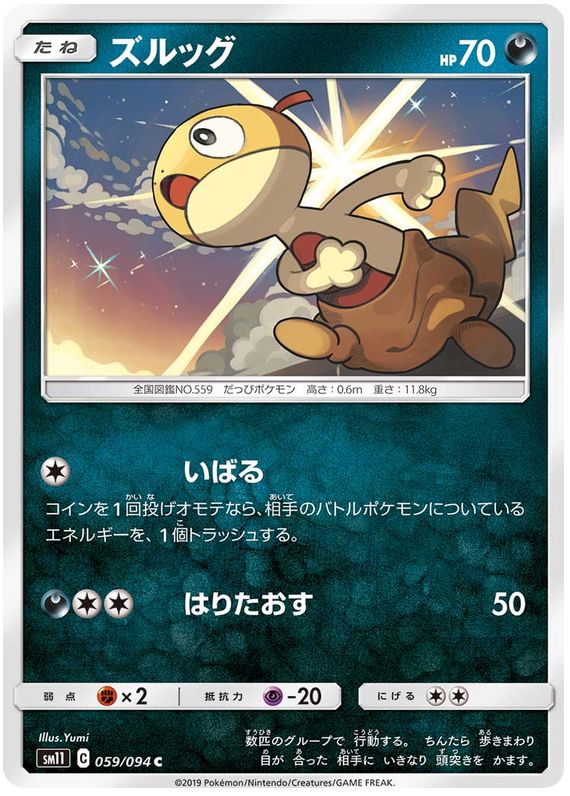 たね ズルッグ HP70
全国図鑑NO.559 だっぴポケモン 高さ:0.6m 重さ:11.8kg
いばる
コインを1回投げオモテなら、相手のバトルポケモンについている
エネルギーを、1個トラッシュする。
はりたおす 50
弱点 ×2 抵抗力 -20 にげる
Illus.Yumi
数匹のグループで 行動する。 ちんたら 歩きまわり
目が 合った 相手に いきなり 頭突きを かます。
SM11 C 059/094 C
©2019 Pokémon/Nintendo/Creatures/GAME FREAK.